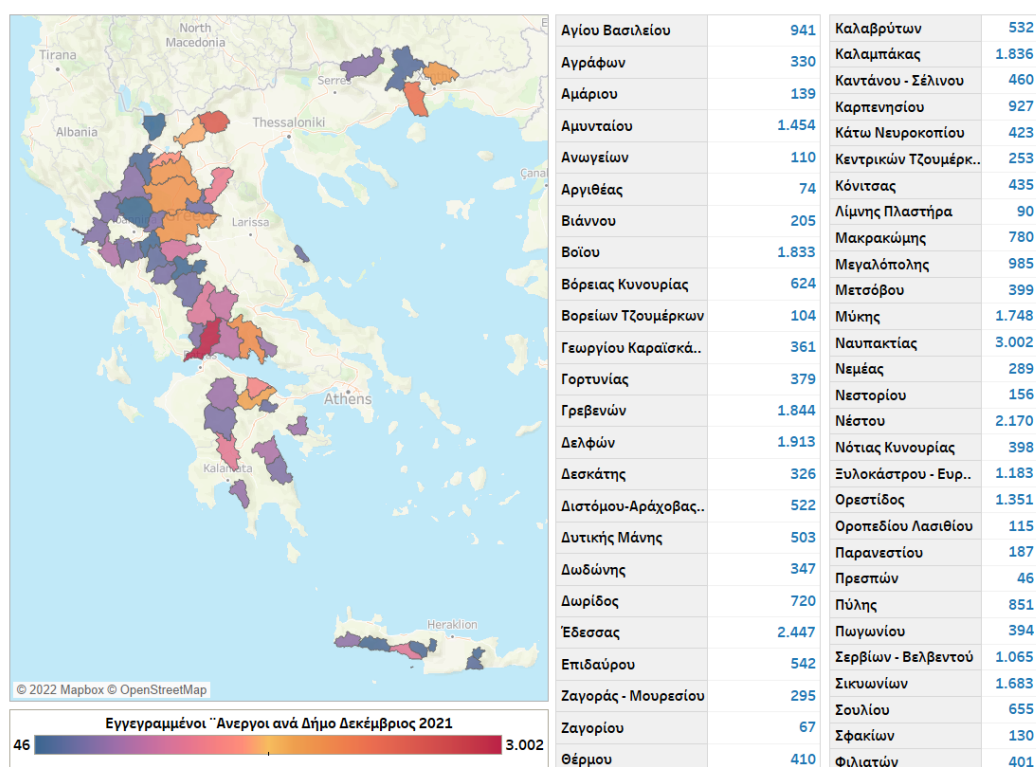 North
Macedonia
Tirana
Serres
Xanthi
Thessaloniki
Albania
Çanal
Greece
Larissa
Athens
Kalamata
Heraklion
© 2022 Mapbox © OpenStreetMap
Εγγεγραμμένοι ¨Άνεργοι ανά Δήμο Δεκέμβριος 2021
46 3.002
Αγίου Βασιλείου 941
Αγράφων 330
Αμάριου 139
Αμυνταίου 1.454
Ανωγείων 110
Αργιθέας 74
Βιάννου 205
Βοΐου 1.833
Βόρειας Κυνουρίας 624
Βορείων Τζουμέρκων 104
Γεωργίου Καραϊσκά.. 361
Γορτυνίας 379
Γρεβενών 1.844
Δελφών 1.913
Δεσκάτης 326
Διστόμου-Αράχοβας.. 522
Δυτικής Μάνης 503
Δωδώνης 347
Δωρίδος 720
Έδεσσας 2.447
Επιδαύρου 542
Ζαγοράς - Μουρεσίου 295
Ζαγορίου 67
Θέρμου 410
Καλαβρύτων 532
Καλαμπάκας 1.836
Καντάνου - Σέλινου 460
Καρπενησίου 927
Κάτω Νευροκοπίου 423
Κεντρικών Τζουμέρκ.. 253
Κόνιτσας 435
Λίμνης Πλαστήρα 90
Μακρακώμης 780
Μεγαλόπολης 985
Μετσόβου 399
Μύκης 1.748
Ναυπακτίας 3.002
Νεμέας 289
Νεστορίου 156
Νέστου 2.170
Νότιας Κυνουρίας 398
Ξυλοκάστρου - Ευρ.. 1.183
Ορεστίδος 1.351
Οροπεδίου Λασιθίου 115
Παρανεστίου 187
Πρεσπών 46
Πύλης 851
Πωγωνίου 394
Σερβίων - Βελβεντού 1.065
Σικυωνίων 1.683
Σουλίου 655
Σφακίων 130
Φιλιατών 401